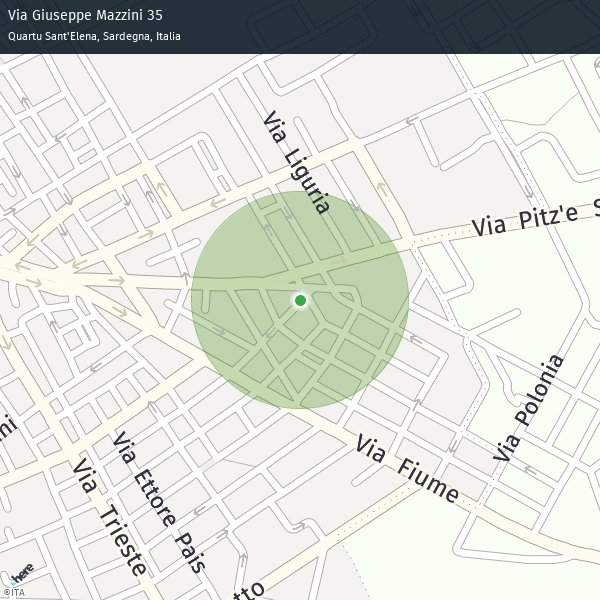 Via Giuseppe Mazzini 35
Quartu Sant'Elena, Sardegna, Italia
Via Liguria
Via Pitz'e S
Via Polonia
Via Fiume
ni
Via Ettore Pais
Via Trieste
tto
here
©ITA